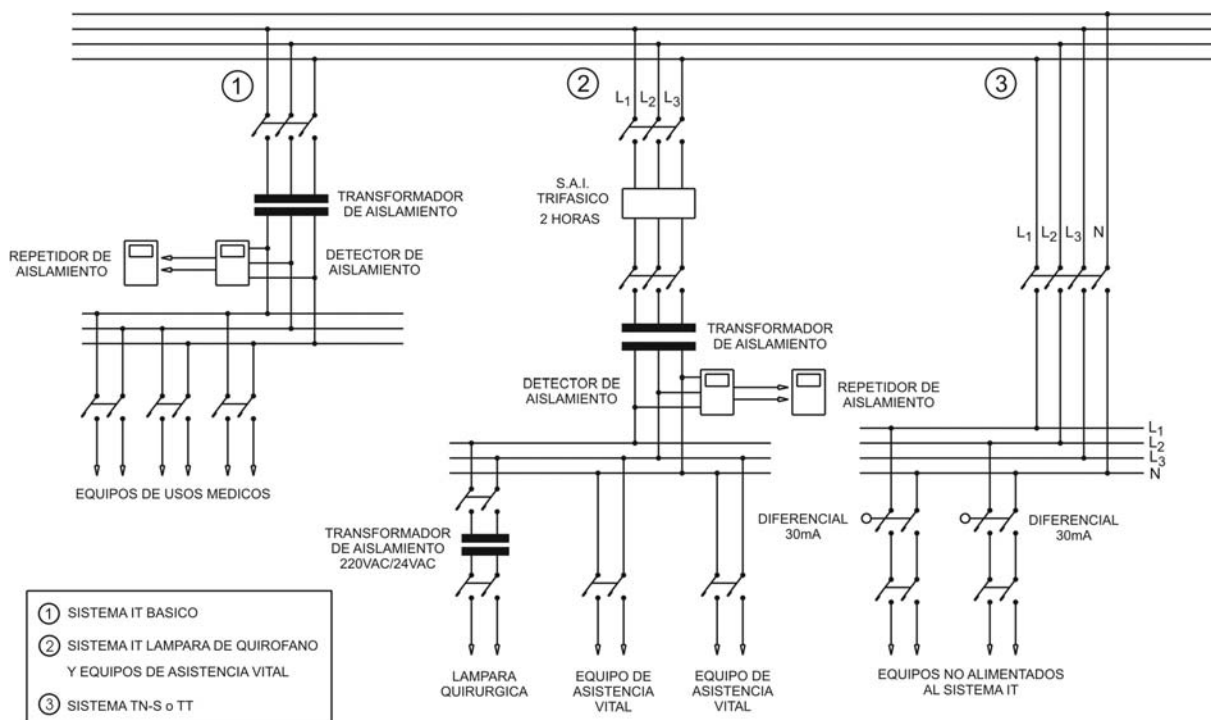 1
TRANSFORMADOR
DE AISLAMIENTO
REPETIDOR DE
AISLAMIENTO
DETECTOR DE
AISLAMIENTO
EQUIPOS DE USOS MEDICOS
2
L1 L2 L3
S.A.I.
TRIFASICO
2 HORAS
TRANSFORMADOR
DE AISLAMIENTO
DETECTOR DE
AISLAMIENTO
REPETIDOR DE
AISLAMIENTO
TRANSFORMADOR
DE AISLAMIENTO
220VAC/24VAC
LAMPARA
QUIRURGICA
EQUIPO DE
ASISTENCIA
VITAL
EQUIPO DE
ASISTENCIA
VITAL
3
L1 L2 L3 N
L1
L2
L3
N
DIFERENCIAL
30mA
DIFERENCIAL
30mA
EQUIPOS NO ALIMENTADOS
AL SISTEMA IT
1 SISTEMA IT BASICO
2 SISTEMA IT LAMPARA DE QUIROFANO
Y EQUIPOS DE ASISTENCIA VITAL
3 SISTEMA TN-S o TT